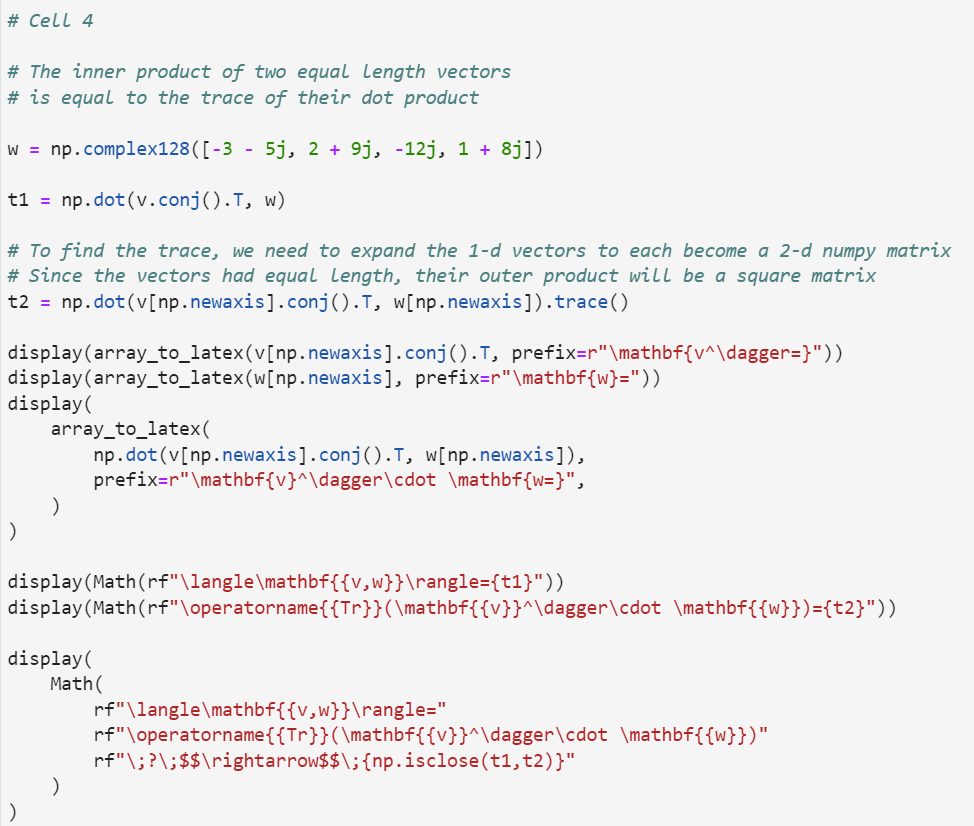 # Cell 4
# The inner product of two equal length vectors
# is equal to the trace of their dot product
w = np.complex128([-3 - 5j, 2 + 9j, -12j, 1 + 8j])
t1 = np.dot(v.conj().T, w)
# To find the trace, we need to expand the 1-d vectors to each become a 2-d numpy matrix
# Since the vectors had equal length, their outer product will be a square matrix
t2 = np.dot(v[np.newaxis].conj().T, w[np.newaxis]).trace()
display(array_to_latex(v[np.newaxis].conj().T, prefix=r"\mathbf{v^\dagger=}"))
display(array_to_latex(w[np.newaxis], prefix=r"\mathbf{w}="))
display(
    array_to_latex(
        np.dot(v[np.newaxis].conj().T, w[np.newaxis]),
        prefix=r"\mathbf{v}^\dagger\cdot \mathbf{w=}",
    )
)
display(Math(rf"\langle\mathbf{{v,w}}\rangle={t1}"))
display(Math(rf"\operatorname{{Tr}}(\mathbf{{v}}^\dagger\cdot \mathbf{{w}})={t2}"))
display(
    Math(
        rf"\langle\mathbf{{v,w}}\rangle="
        rf"\operatorname{{Tr}}(\mathbf{{v}}^\dagger\cdot \mathbf{{w}})"
        rf"\;?\;$$\rightarrow$$\;{np.isclose(t1,t2)}"
    )
)